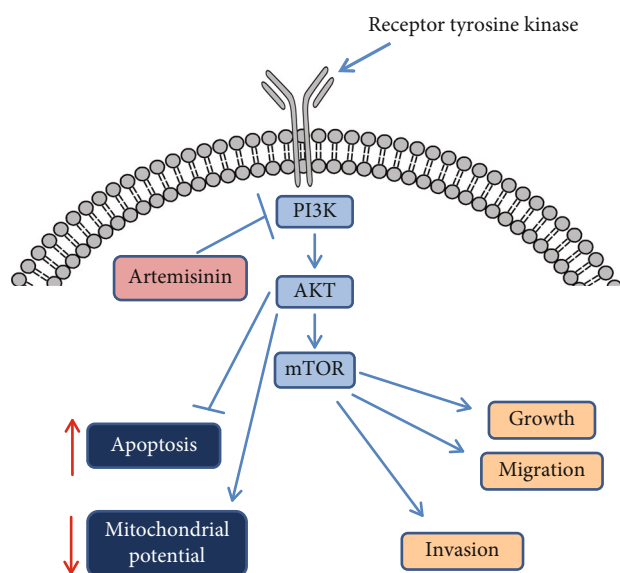 Receptor tyrosine kinase
PI3K
Artemisinin
AKT
mTOR
Growth
Apoptosis
Migration
Mitochondrial
potential
Invasion